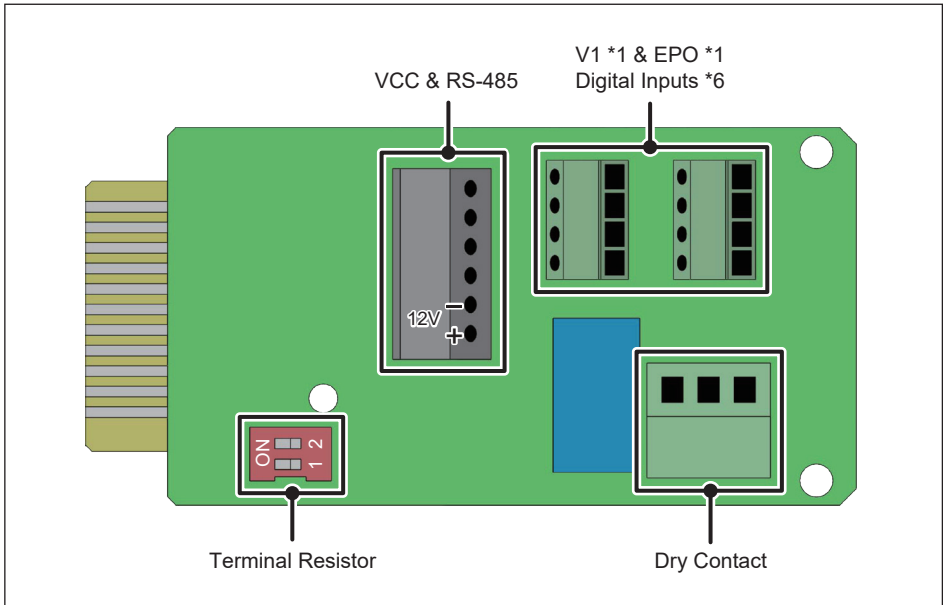 V1 *1 & EPO *1
Digital Inputs *6
VCC & RS-485
12V
−
+
ON
1 2
Terminal Resistor
Dry Contact